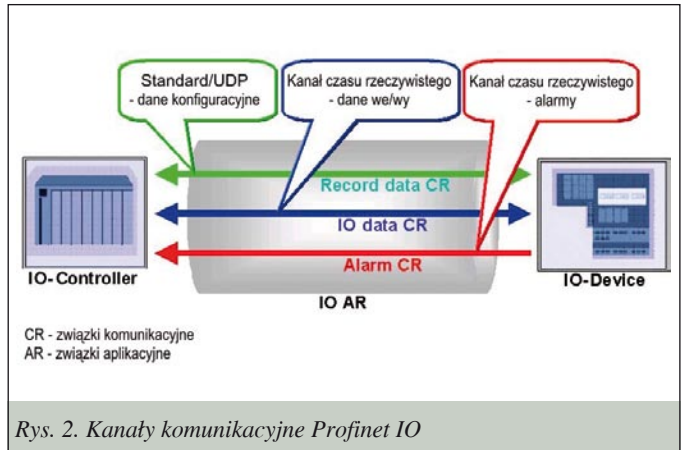 Standard/UDP
- dane konfiguracyjne
Kanał czasu rzeczywistego
- dane we/wy
Kanał czasu rzeczywistego
- alarmy
Record data CR
IO data CR
Alarm CR
IO-Controller
IO-Device
IO AR
CR - związki komunikacyjne
AR - związki aplikacyjne
Rys. 2. Kanały komunikacyjne Profinet IO